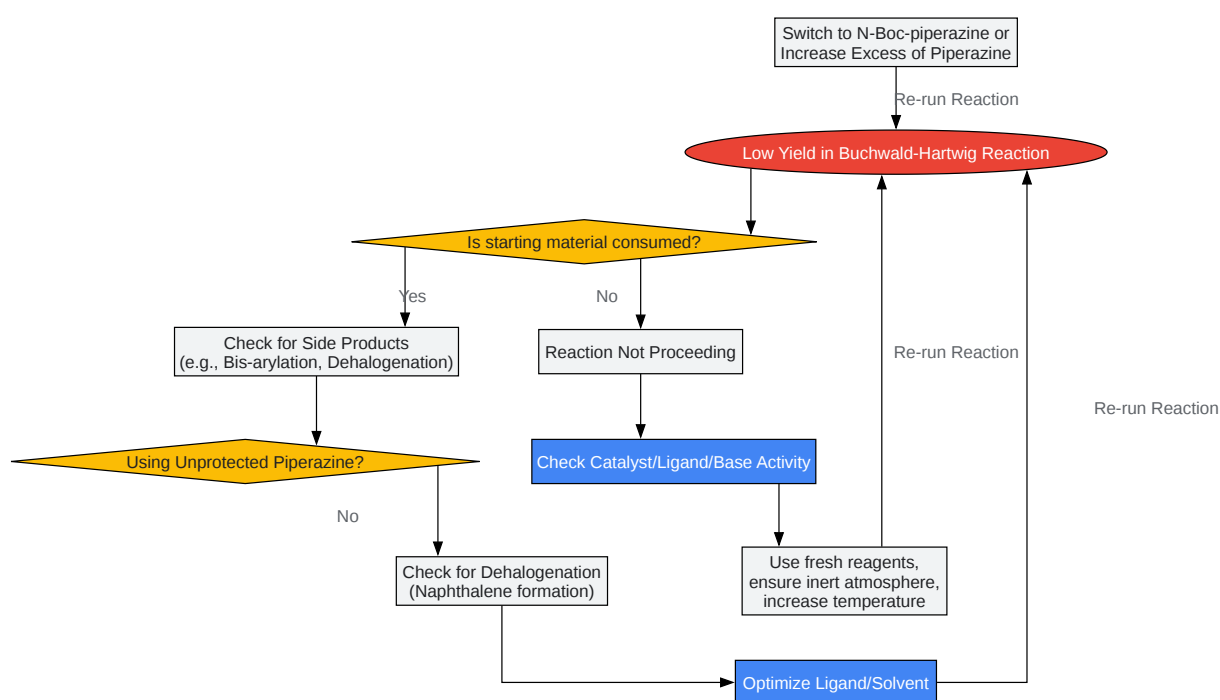 Switch to N-Boc-piperazine or
Increase Excess of Piperazine
Re-run Reaction
Low Yield in Buchwald-Hartwig Reaction
Is starting material consumed?
Yes
No
Check for Side Products
(e.g., Bis-arylation, Dehalogenation)
Reaction Not Proceeding
Re-run Reaction
Re-run Reaction
Using Unprotected Piperazine?
Check Catalyst/Ligand/Base Activity
No
Check for Dehalogenation
(Naphthalene formation)
Use fresh reagents,
ensure inert atmosphere,
increase temperature
Optimize Ligand/Solvent